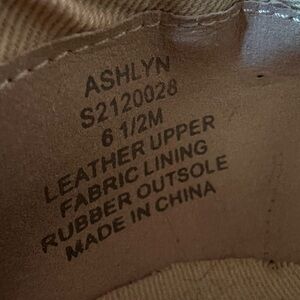 ASHLYN
S2120028
6 1/2M
LEATHER UPPER
FABRIC LINING
RUBBER OUTSOLE
MADE IN CHINA